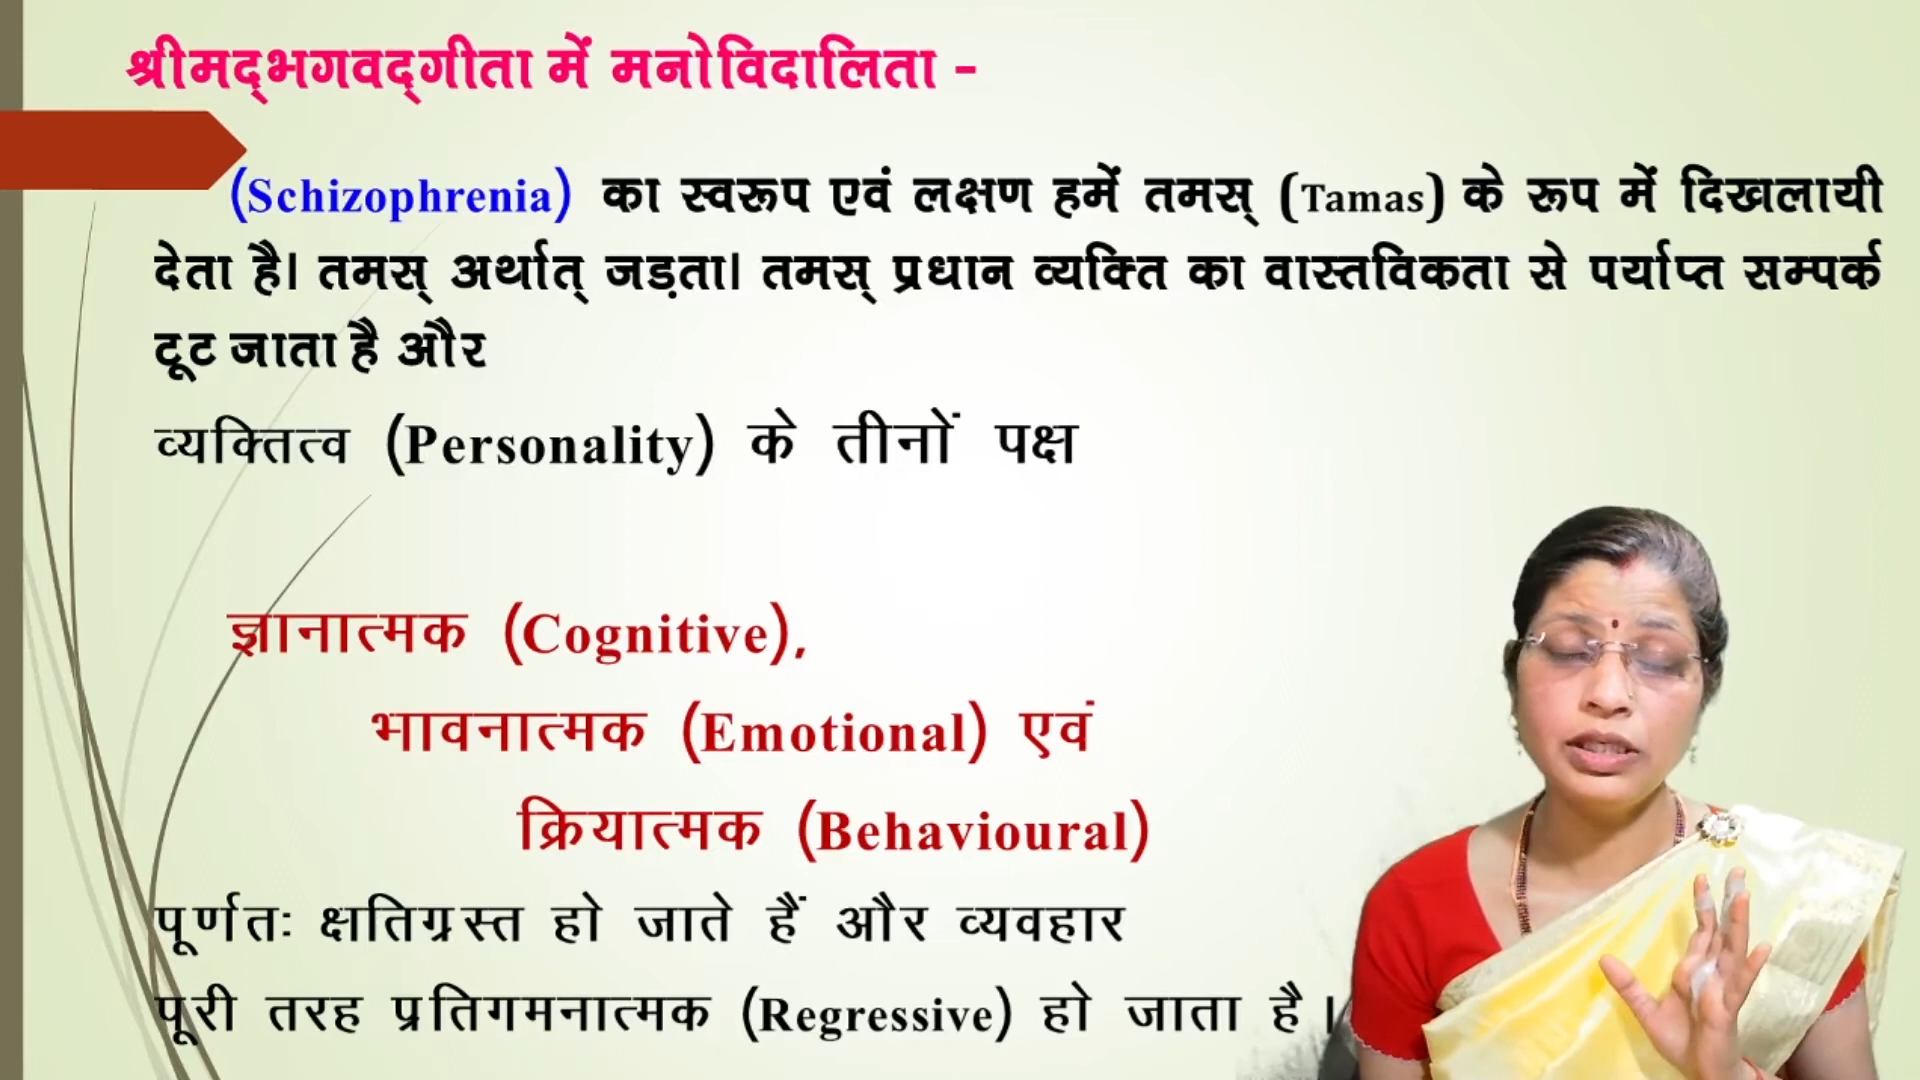 श्रीमद्भगवद्गीता में मनोविदालिता -
(Schizophrenia) का स्वरूप एवं लक्षण हमें तमस् (Tamas) के रूप में दिखलायी
देता है। तमस् अर्थात् जड़ता। तमस् प्रधान व्यक्ति का वास्तविकता से पर्याप्त सम्पर्क
टूट जाता है और
व्यक्तित्व (Personality) के तीनों पक्ष
ज्ञानात्मक (Cognitive),
भावनात्मक (Emotional) एवं
क्रियात्मक (Behavioural)
पूर्णतः क्षतिग्रस्त हो जाते हैं और व्यवहार
पूरी तरह प्रतिगमनात्मक (Regressive) हो जाता है।